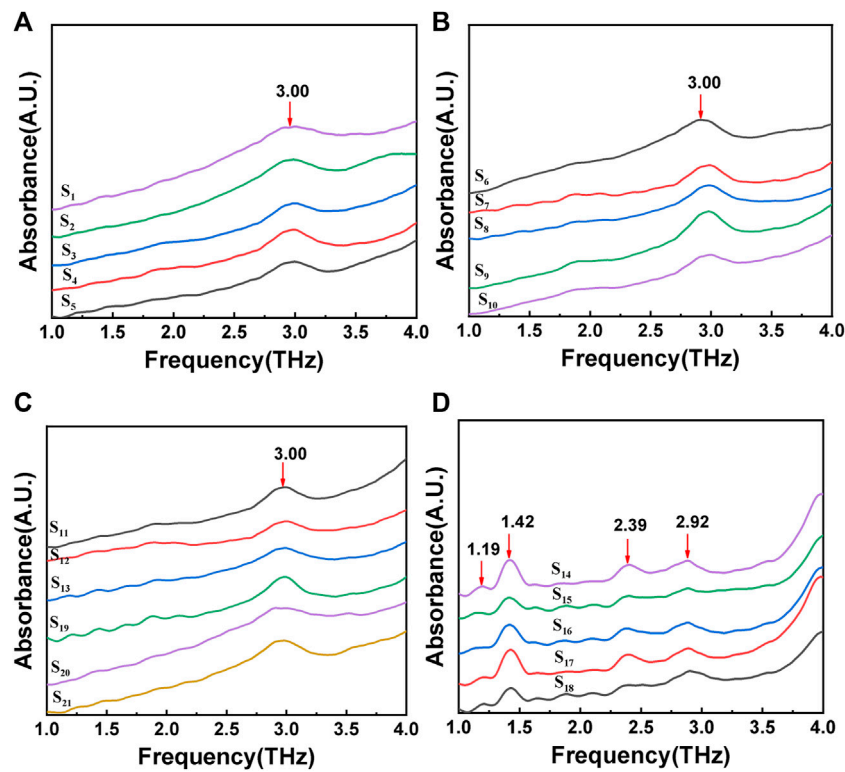 A
Absorbance(A.U.)
3.00
S1
S2
S3
S4
S5
1.0 1.5 2.0 2.5 3.0 3.5 4.0
Frequency(THz)
B
Absorbance(A.U.)
3.00
S6
S7
S8
S9
S10
1.0 1.5 2.0 2.5 3.0 3.5 4.0
Frequency(THz)
C
Absorbance(A.U.)
3.00
S11
S12
S13
S19
S20
S21
1.0 1.5 2.0 2.5 3.0 3.5 4.0
Frequency(THz)
D
Absorbance(A.U.)
1.19 1.42 2.39 2.92
S14
S15
S16
S17
S18
1.0 1.5 2.0 2.5 3.0 3.5 4.0
Frequency(THz)